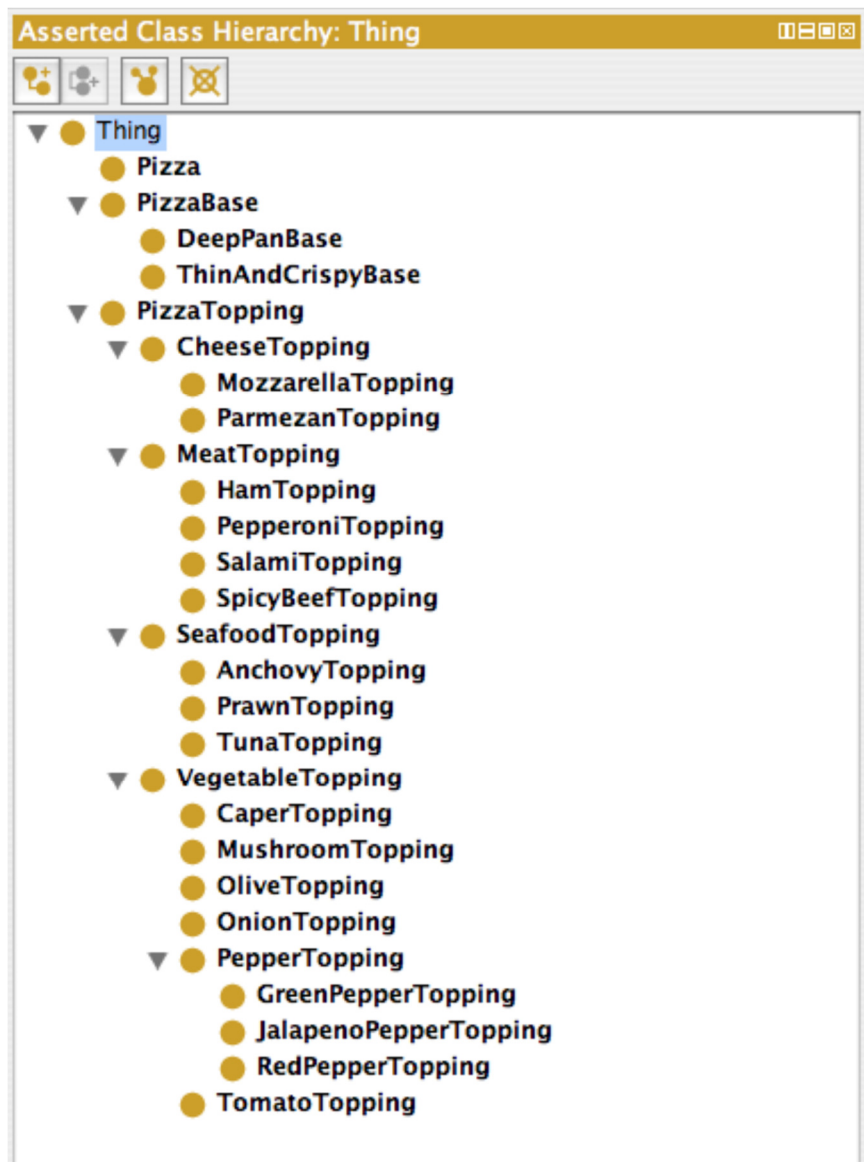 Asserted Class Hierarchy: Thing
Thing
Pizza
PizzaBase
DeepPanBase
ThinAndCrispyBase
PizzaTopping
CheeseTopping
MozzarellaTopping
ParmezanTopping
MeatTopping
HamTopping
PepperoniTopping
SalamiTopping
SpicyBeefTopping
SeafoodTopping
AnchovyTopping
PrawnTopping
TunaTopping
VegetableTopping
CaperTopping
MushroomTopping
OliveTopping
OnionTopping
PepperTopping
GreenPepperTopping
JalapenoPepperTopping
RedPepperTopping
TomatoTopping